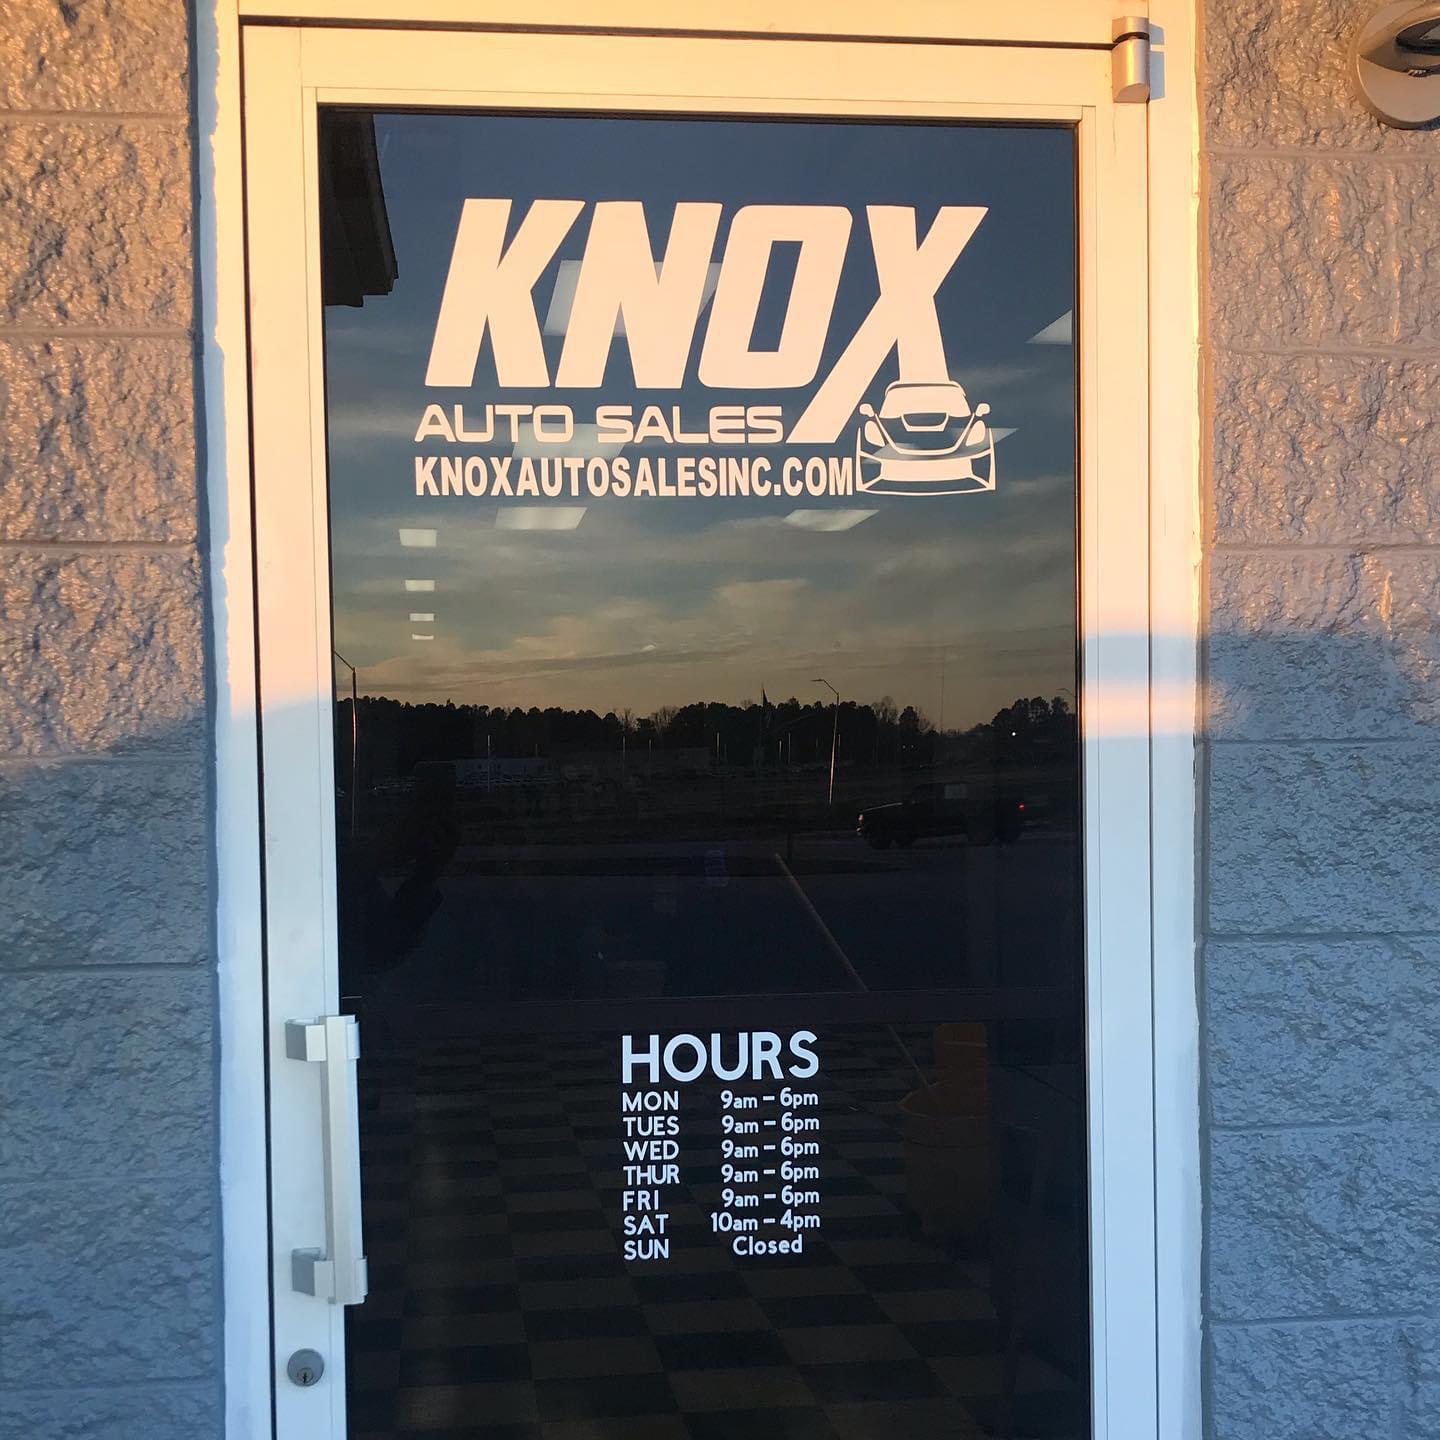 KNOX
AUTO SALES
KNOXAUTOSALESINC.COM
HOURS
MON 9am - 6pm
TUES 9am - 6pm
WED 9am - 6pm
THUR 9am - 6pm
FRI 9am - 6pm
SAT 10am - 4pm
SUN Closed